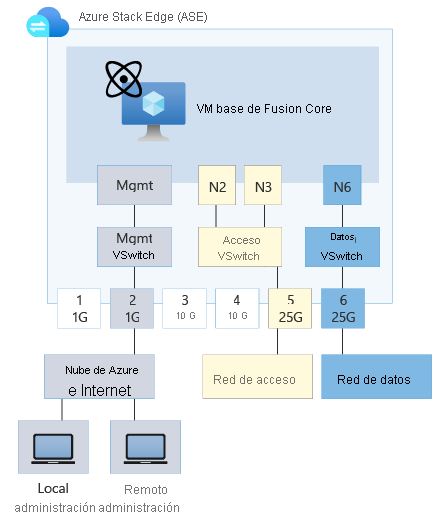 Azure Stack Edge (ASE)
VM base de Fusion Core
Mgmt
N2
N3
N6
Mgmt
VSwitch
Acceso
VSwitch
Datos
VSwitch
1
1G
2
1G
3
10 G
4
10 G
5
25G
6
25G
Nube de Azure
e Internet
Red de acceso
Red de datos
Local
administración
Remoto
administración